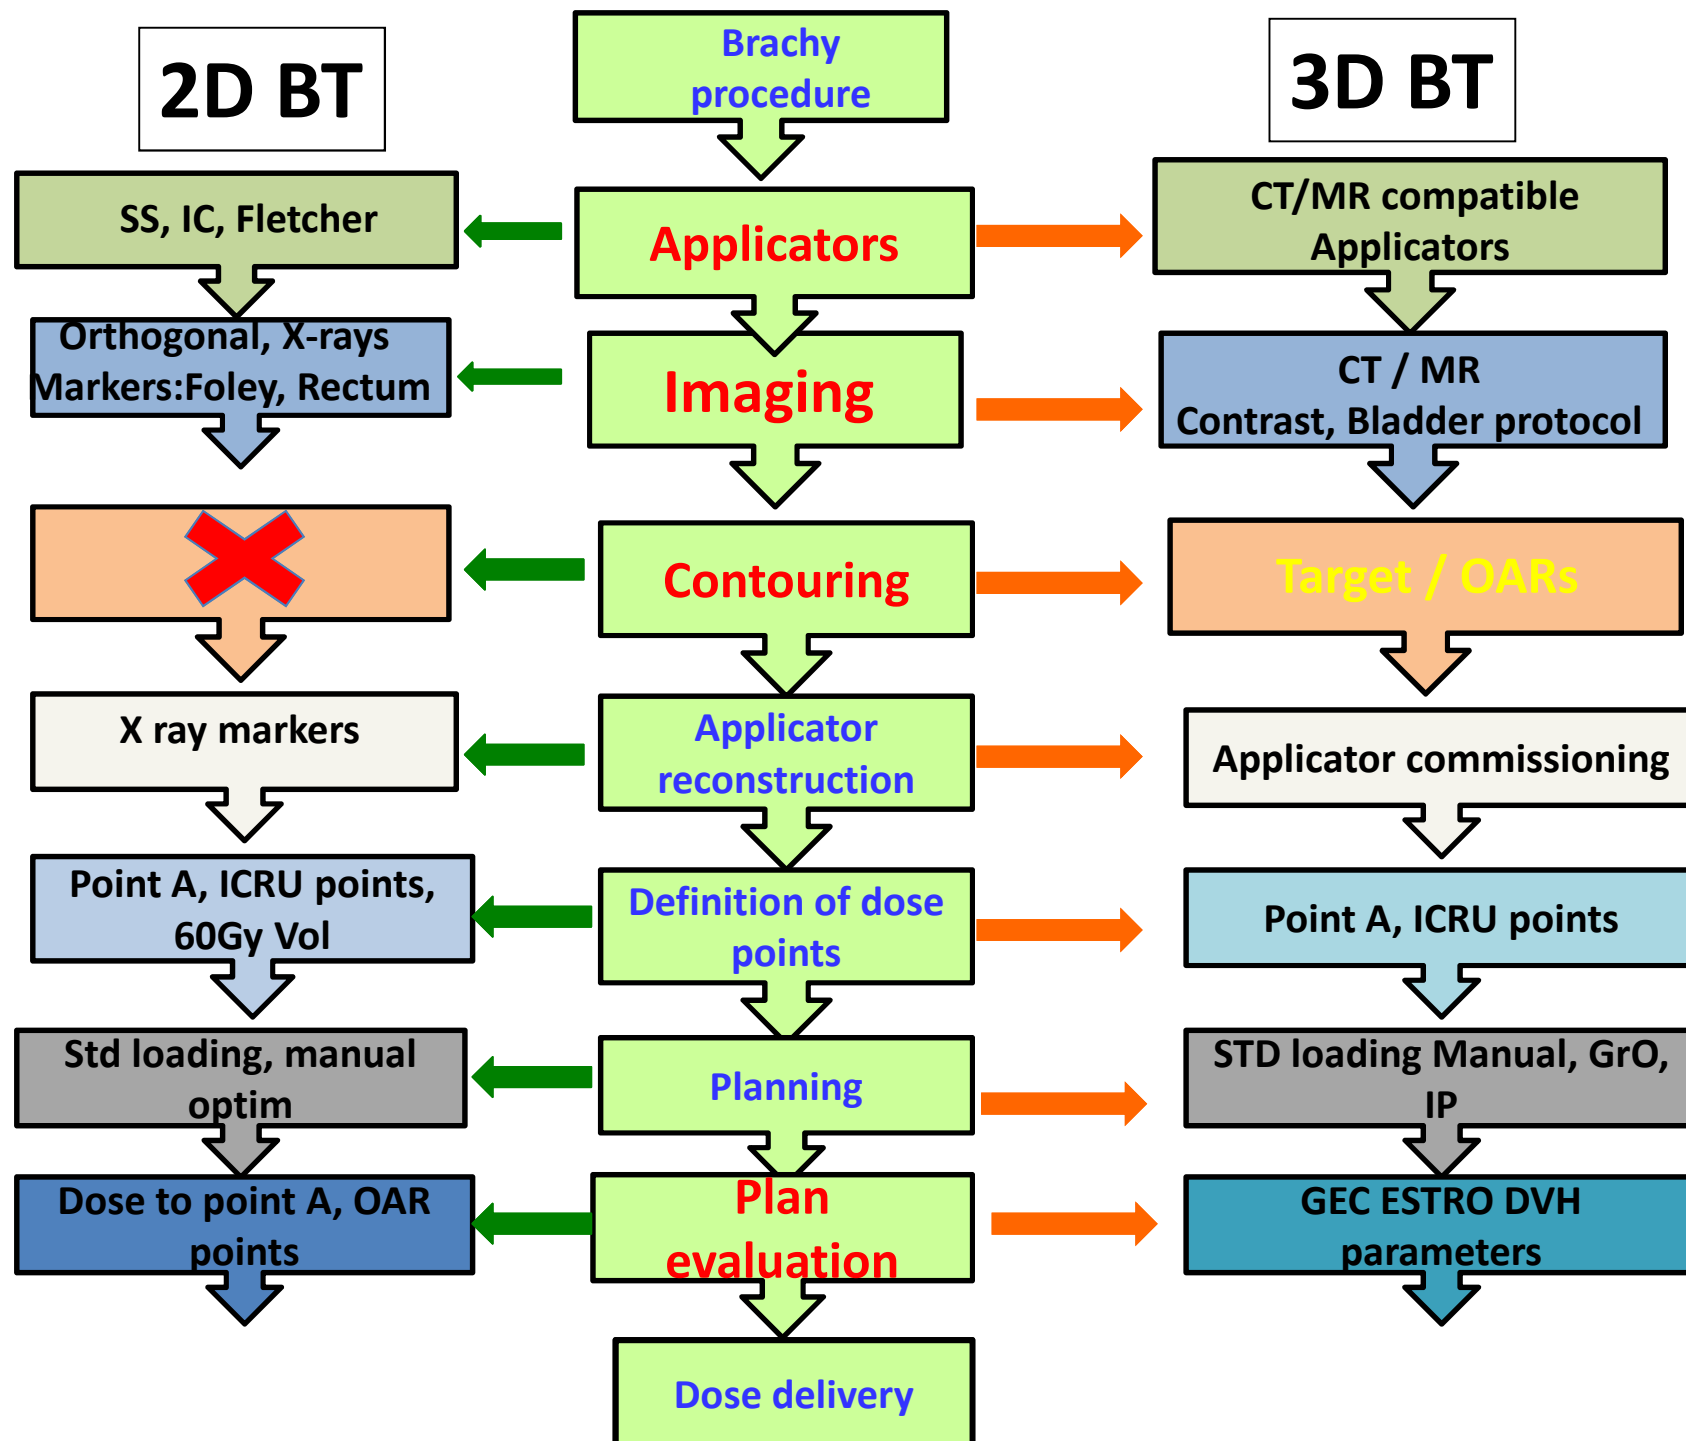 2D BT
Brachy
procedure
3D BT
SS, IC, Fletcher
Applicators
CT/MR compatible
Applicators
Orthogonal, X-rays
Markers:Foley, Rectum
Imaging
CT / MR
Contrast, Bladder protocol
Contouring
Target / OARs
X ray markers
Applicator
reconstruction
Applicator commissioning
Point A, ICRU points,
60Gy Vol
Definition of dose
points
Point A, ICRU points
Std loading, manual
optim
Planning
STD loading Manual, GrO,
IP
Dose to point A, OAR
points
Plan
evaluation
GEC ESTRO DVH
parameters
Dose delivery